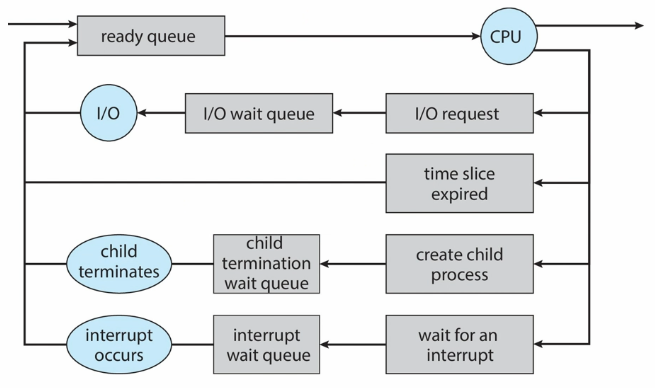 ready queue
CPU
I/O
I/O wait queue
I/O request
time slice
expired
child
terminates
child
termination
wait queue
create child
process
interrupt
occurs
interrupt
wait queue
wait for an
interrupt